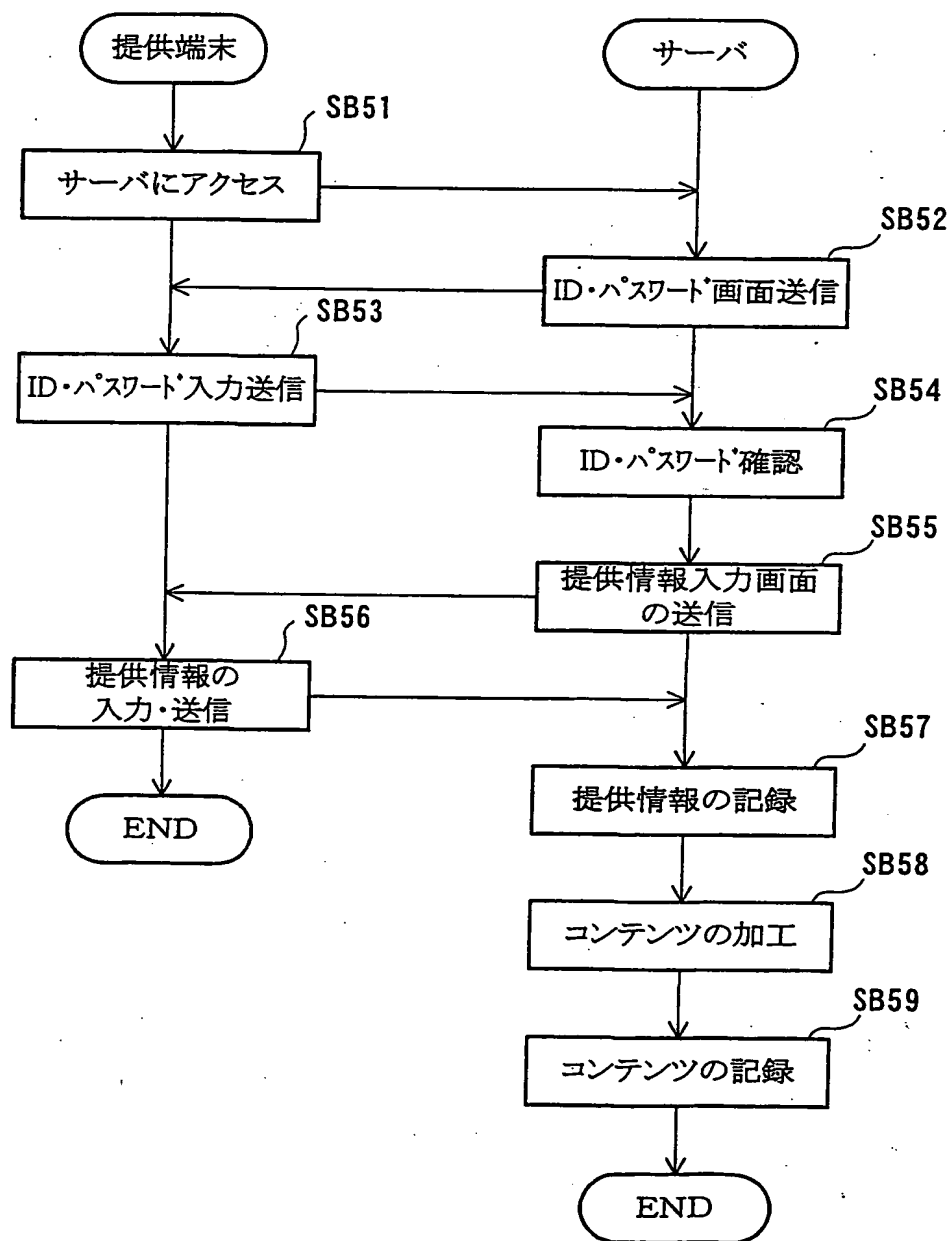 提供端末
サーバ
SB51
サーバにアクセス
SB52
ID・パスワード画面送信
SB53
ID・パスワード入力送信
SB54
ID・パスワード確認
SB55
提供情報入力画面
の送信
SB56
提供情報の
入力・送信
SB57
提供情報の記録
END
SB58
コンテンツの加工
SB59
コンテンツの記録
END